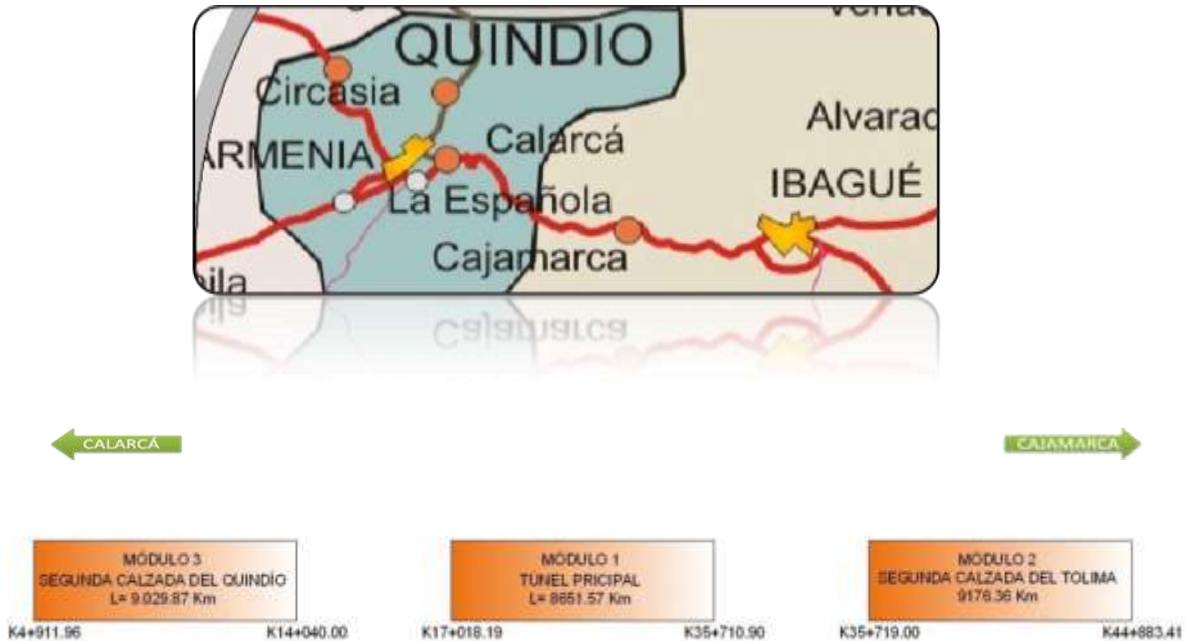 QUINDIO
Circasia
Alvarac
ARMENIA
Calarcá
IBAGUÉ
La Española
Cajamarca
ila
CALARCÁ
CAJAMARCA
MÓDULO 3
SEGUNDA CALZADA DEL QUINDÍO
L= 9.029.87 Km
MÓDULO 1
TÚNEL PRICIPAL
L= 8651.57 Km
MÓDULO 2
SEGUNDA CALZADA DEL TOLIMA
9176.36 Km
K4+911.96
K14+040.00
K17+018.19
K35+710.90
K35+719.00
K44+883.41